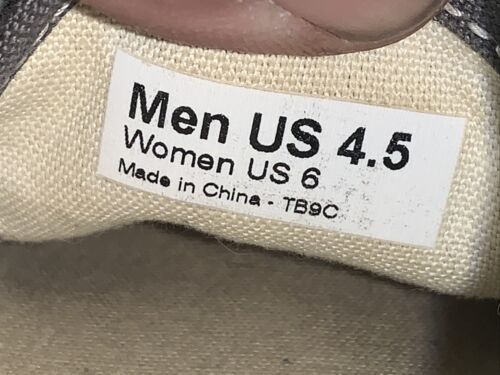 Men US 4.5
Women US 6
Made in China - TB9C